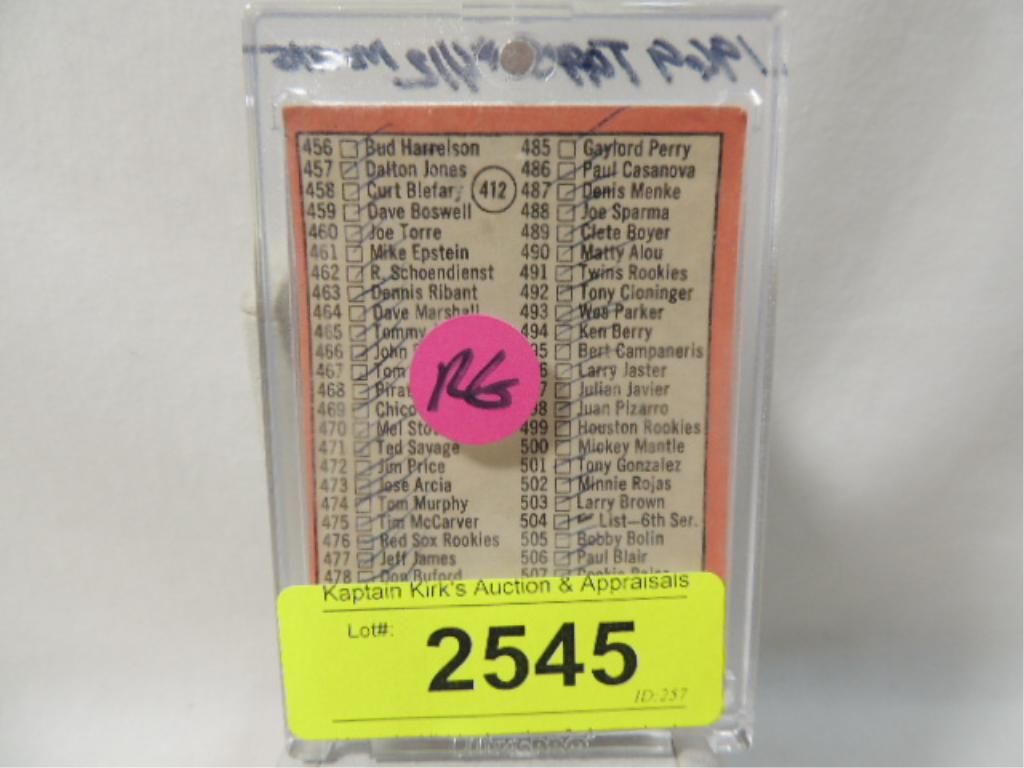 1969 Topps #412
456 Bud Harrelson
457 Dalton Jones
458 Curt Blefary
459 Dave Boswell
460 Joe Torre
461 Mike Epstein
462 R. Schoendienst
463 Dennis Ribant
464 Dave Marshall
465 Tommy
466 John
467 Tom
468
469 Chico
470 Mel
471 Ted Savage
472 Jim Price
473 Jose Arcia
474 Tom Murphy
475 Tim McCarver
476 Red Sox Rookies
477 Jeff James
478 Don Buford
412
485 Gaylord Perry
486 Paul Casanova
487 Denis Menke
488 Joe Sparma
489 Clete Boyer
490 Matty Alou
491 Twins Rookies
492 Tony Cloninger
493 Wes Parker
494 Ken Berry
Bert Campaneris
Larry Jaster
Julian Javier
Juan Pizarro
499 Houston Rookies
500 Mickey Mantle
501 Tony Gonzalez
502 Minnie Rojas
503 Larry Brown
504 List—6th Ser.
505 Bobby Bolin
506 Paul Blair
507
RG
Kaptain Kirk's Auction & Appraisals
Lot#:
2545
ID:257